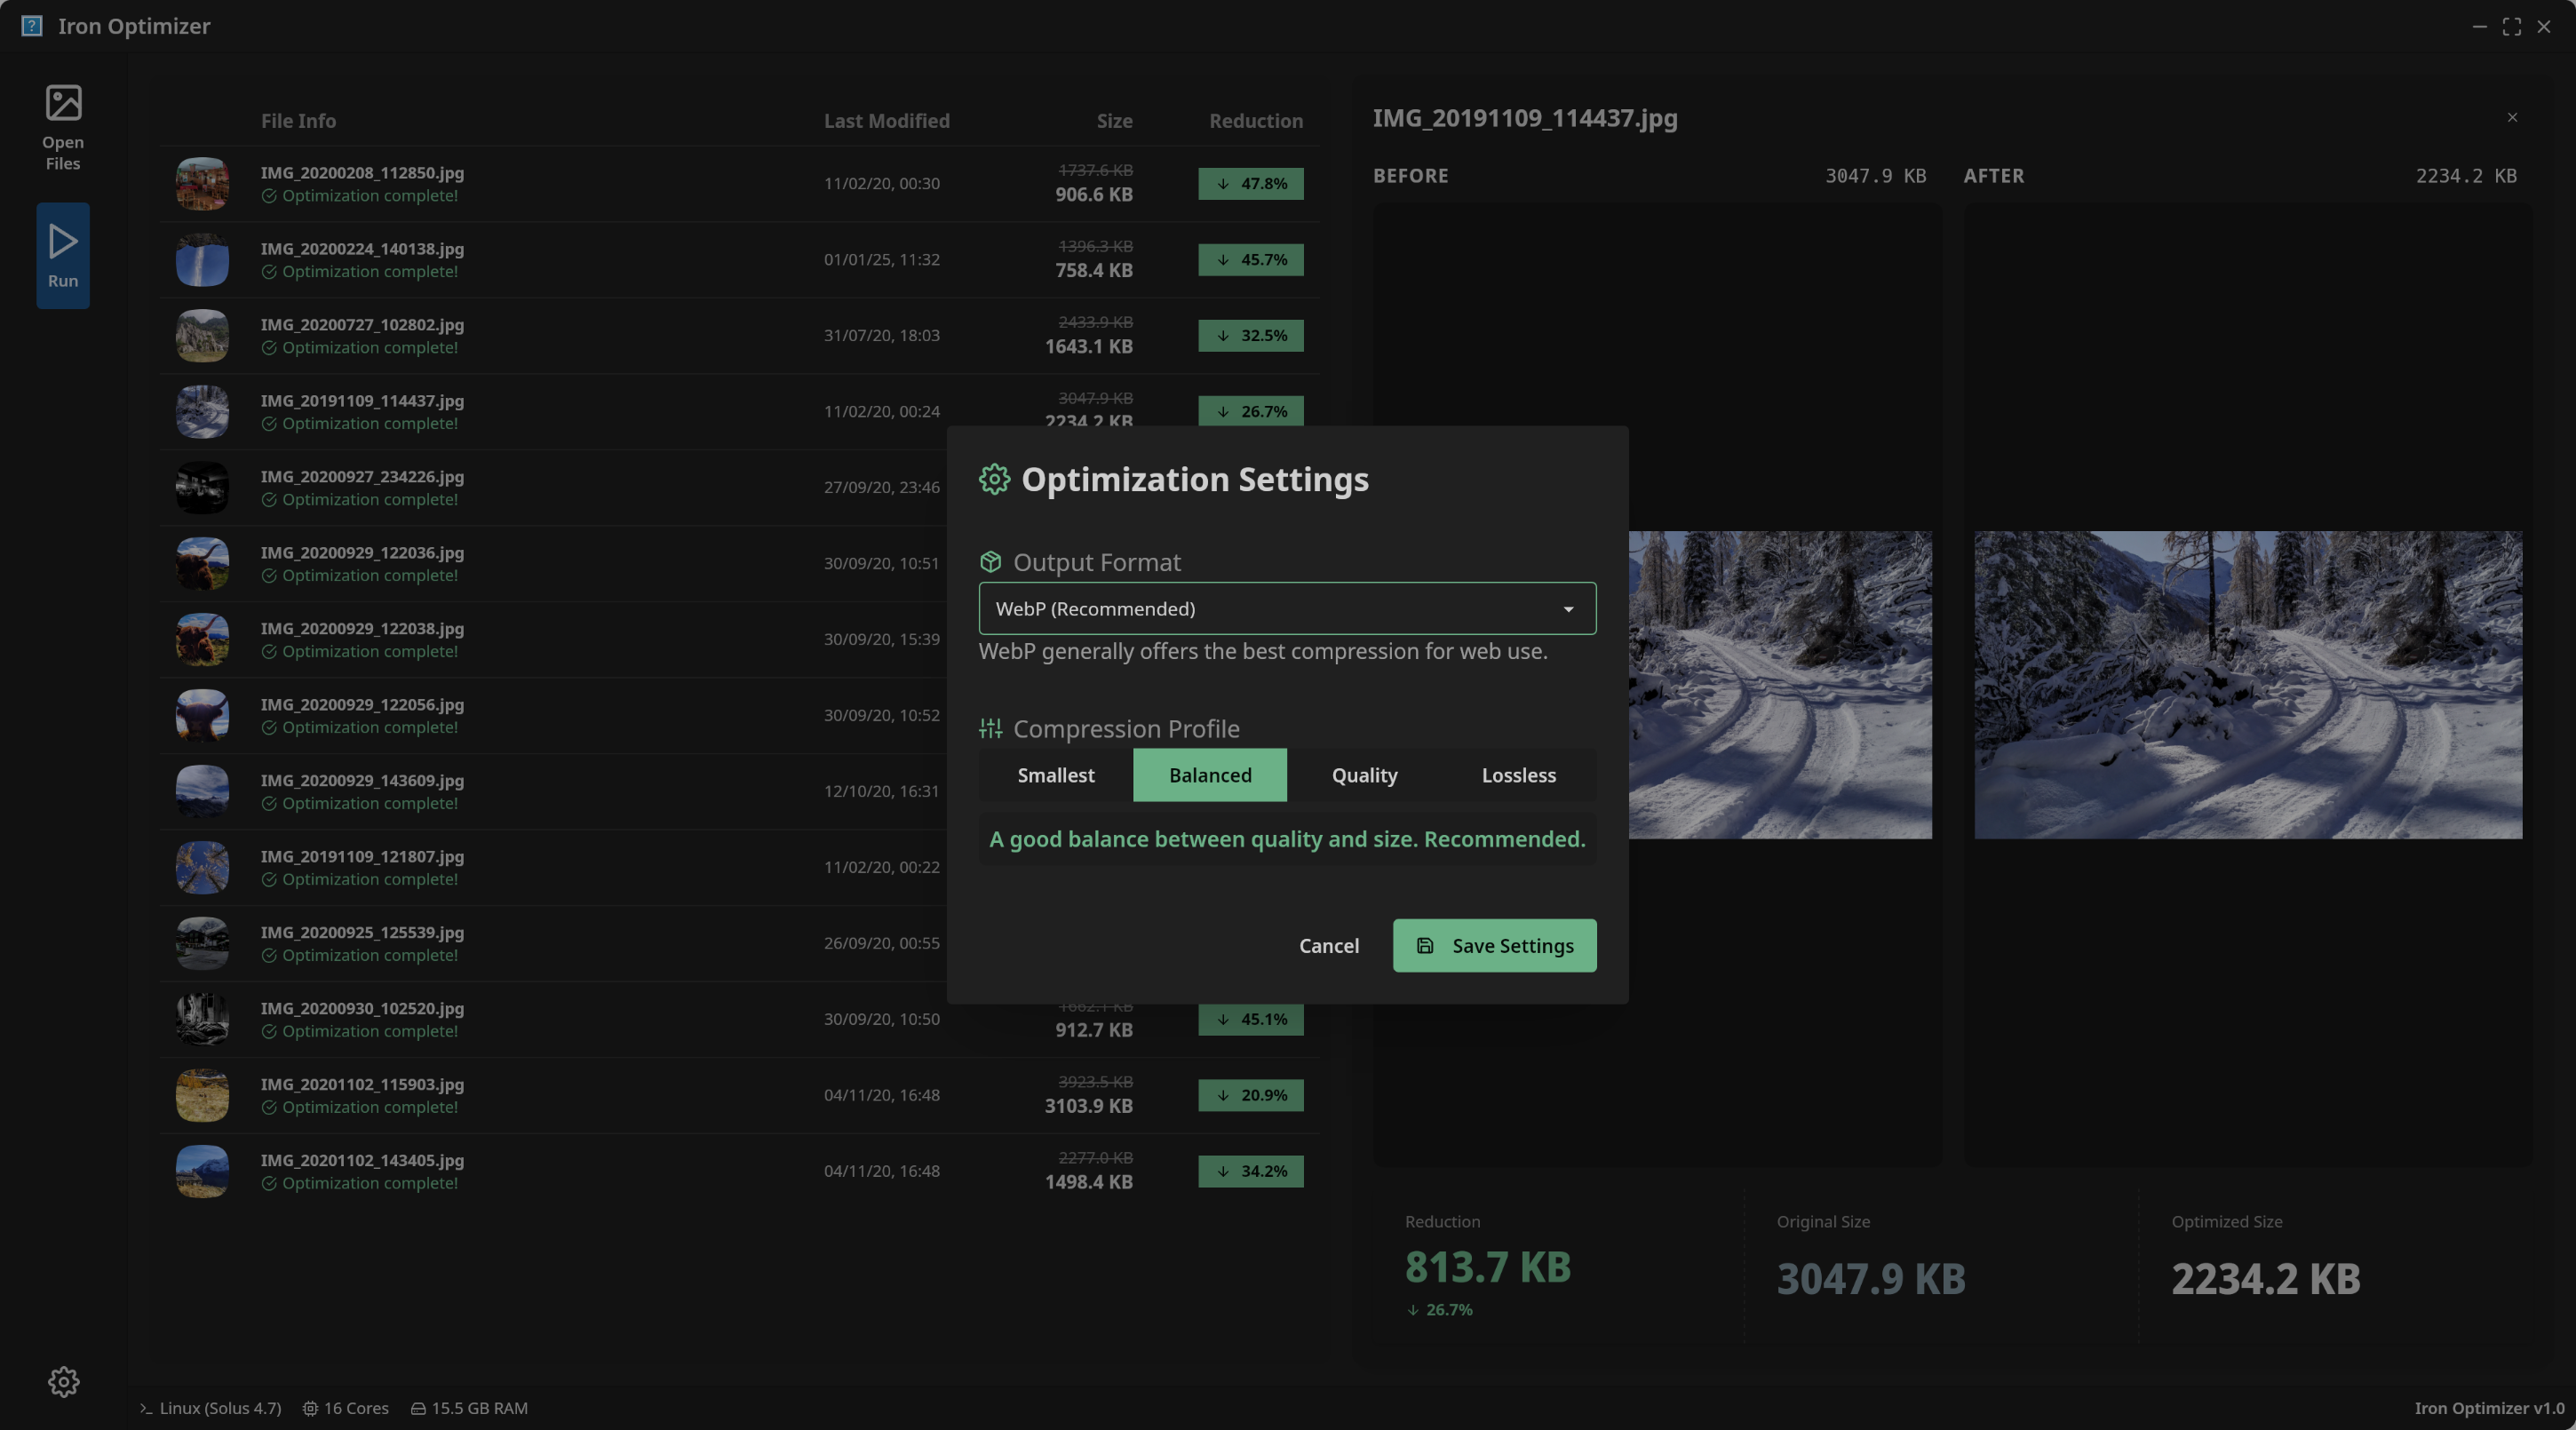 Iron Optimizer
Open
Files
Run
File Info Last Modified Size Reduction
IMG_20200208_112850.jpg
Optimization complete!
11/02/20, 00:30
1737.6 KB
906.6 KB
47.8%
IMG_20200224_140138.jpg
Optimization complete!
01/01/25, 11:32
1396.3 KB
758.4 KB
45.7%
IMG_20200727_102802.jpg
Optimization complete!
31/07/20, 18:03
2433.9 KB
1643.1 KB
32.5%
IMG_20191109_114437.jpg
Optimization complete!
11/02/20, 00:24
3047.9 KB
2234.2 KB
26.7%
IMG_20200927_234226.jpg
Optimization complete!
27/09/20, 23:46
IMG_20200929_122036.jpg
Optimization complete!
30/09/20, 10:51
IMG_20200929_122038.jpg
Optimization complete!
30/09/20, 15:39
IMG_20200929_122056.jpg
Optimization complete!
30/09/20, 10:52
IMG_20200929_143609.jpg
Optimization complete!
12/10/20, 16:31
IMG_20191109_121807.jpg
Optimization complete!
11/02/20, 00:22
IMG_20200925_125539.jpg
Optimization complete!
26/09/20, 00:55
IMG_20200930_102520.jpg
Optimization complete!
30/09/20, 10:50
1662.1 KB
912.7 KB
45.1%
IMG_20201102_115903.jpg
Optimization complete!
04/11/20, 16:48
3923.5 KB
3103.9 KB
20.9%
IMG_20201102_143405.jpg
Optimization complete!
04/11/20, 16:48
2277.0 KB
1498.4 KB
34.2%
Optimization Settings
Output Format
WebP (Recommended)
WebP generally offers the best compression for web use.
Compression Profile
Smallest Balanced Quality Lossless
A good balance between quality and size. Recommended.
Cancel Save Settings
IMG_20191109_114437.jpg
BEFORE 3047.9 KB AFTER 2234.2 KB
Reduction
813.7 KB
26.7%
Original Size
3047.9 KB
Optimized Size
2234.2 KB
Linux (Solus 4.7) 16 Cores 15.5 GB RAM
Iron Optimizer v1.0